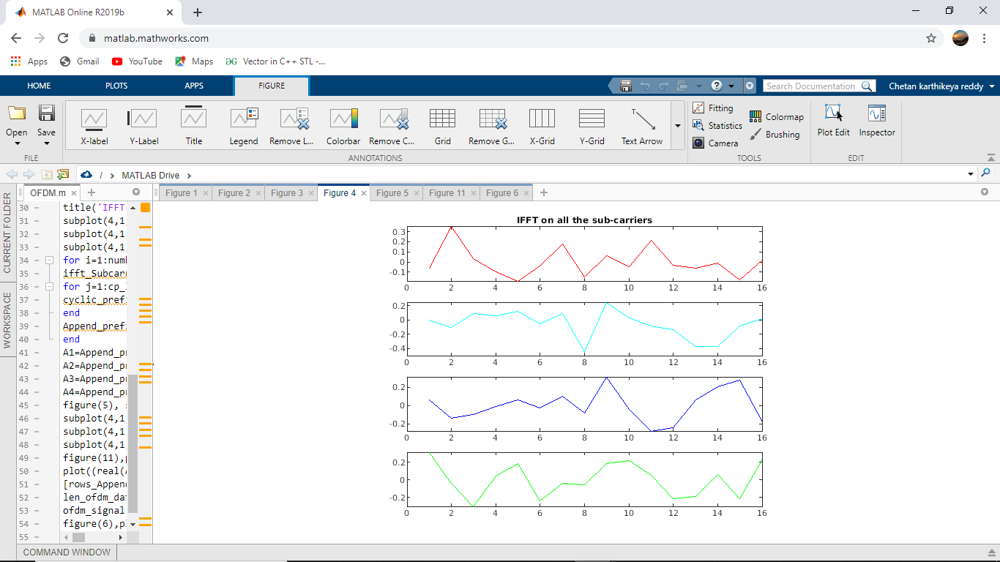 MATLAB Online R2019b
matlab.mathworks.com
Apps Gmail YouTube Maps Vector in C++ STL -...
HOME PLOTS APPS FIGURE Search Documentation Chetan karthikeya reddy
Open Save X-label Y-Label Title Legend Remove L... Colorbar Remove C... Grid Remove G... X-Grid Y-Grid Text Arrow
Fitting Colormap
Statistics Brushing
Camera
Plot Edit Inspector
FILE ANNOTATIONS TOOLS EDIT
/ MATLAB Drive
CURRENT FOLDER
WORKSPACE
OFDM.m
Figure 1 Figure 2 Figure 3 Figure 4 Figure 5 Figure 11 Figure 6
30 - title('IFFT
31 - subplot(4,1
32 - subplot(4,1
33 - subplot(4,1
34 - for i=1:num
35 - ifft_Subcar
36 - for j=1:cp_
37 - cyclic_pref
38 - end
39 - Append_pref
40 - end
41 - A1=Append_p
42 - A2=Append_p
43 - A3=Append_p
44 - A4=Append_p
45 - figure(5),
46 - subplot(4,1
47 - subplot(4,1
48 - subplot(4,1
49 - figure(11),
50 - plot((real(
51 - [rows_Appen
52 - len_ofdm_da
53 - ofdm_signal
54 - figure(6),p
55 -
IFFT on all the sub-carriers
0.3
0.2
0.1
0
-0.1
0 2 4 6 8 10 12 14 16
0.2
0
-0.2
-0.4
0 2 4 6 8 10 12 14 16
0.2
0
-0.2
0 2 4 6 8 10 12 14 16
0.2
0
-0.2
0 2 4 6 8 10 12 14 16
COMMAND WINDOW